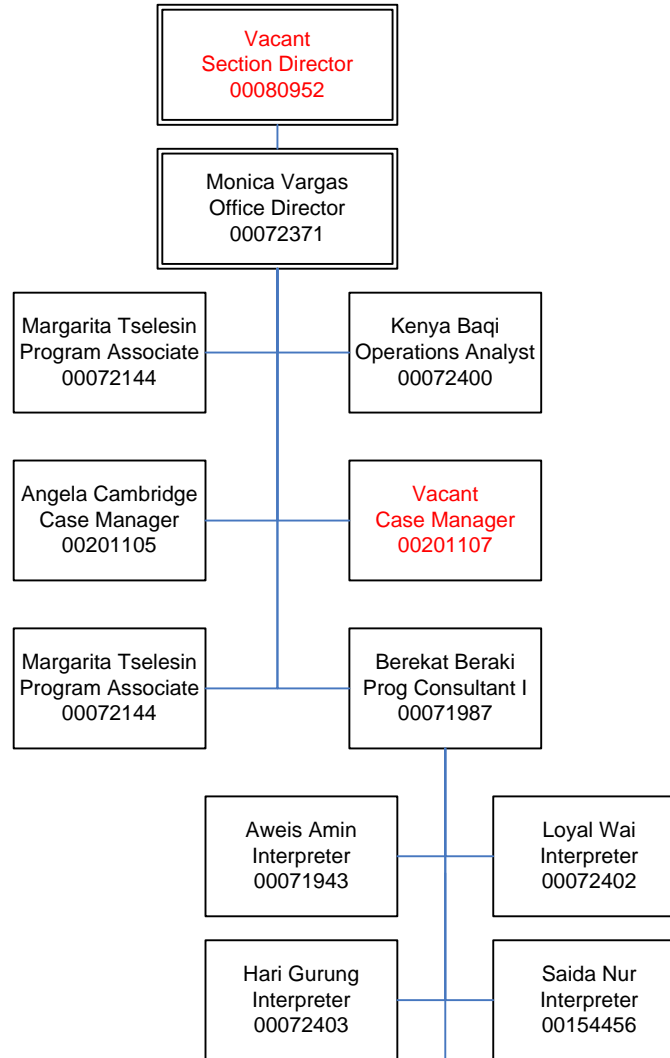 Vacant
Section Director
00080952
Monica Vargas
Office Director
00072371
Margarita Tselesin
Program Associate
00072144
Kenya Baqi
Operations Analyst
00072400
Angela Cambridge
Case Manager
00201105
Vacant
Case Manager
00201107
Margarita Tselesin
Program Associate
00072144
Berekat Beraki
Prog Consultant I
00071987
Aweis Amin
Interpreter
00071943
Loyal Wai
Interpreter
00072402
Hari Gurung
Interpreter
00072403
Saida Nur
Interpreter
00154456